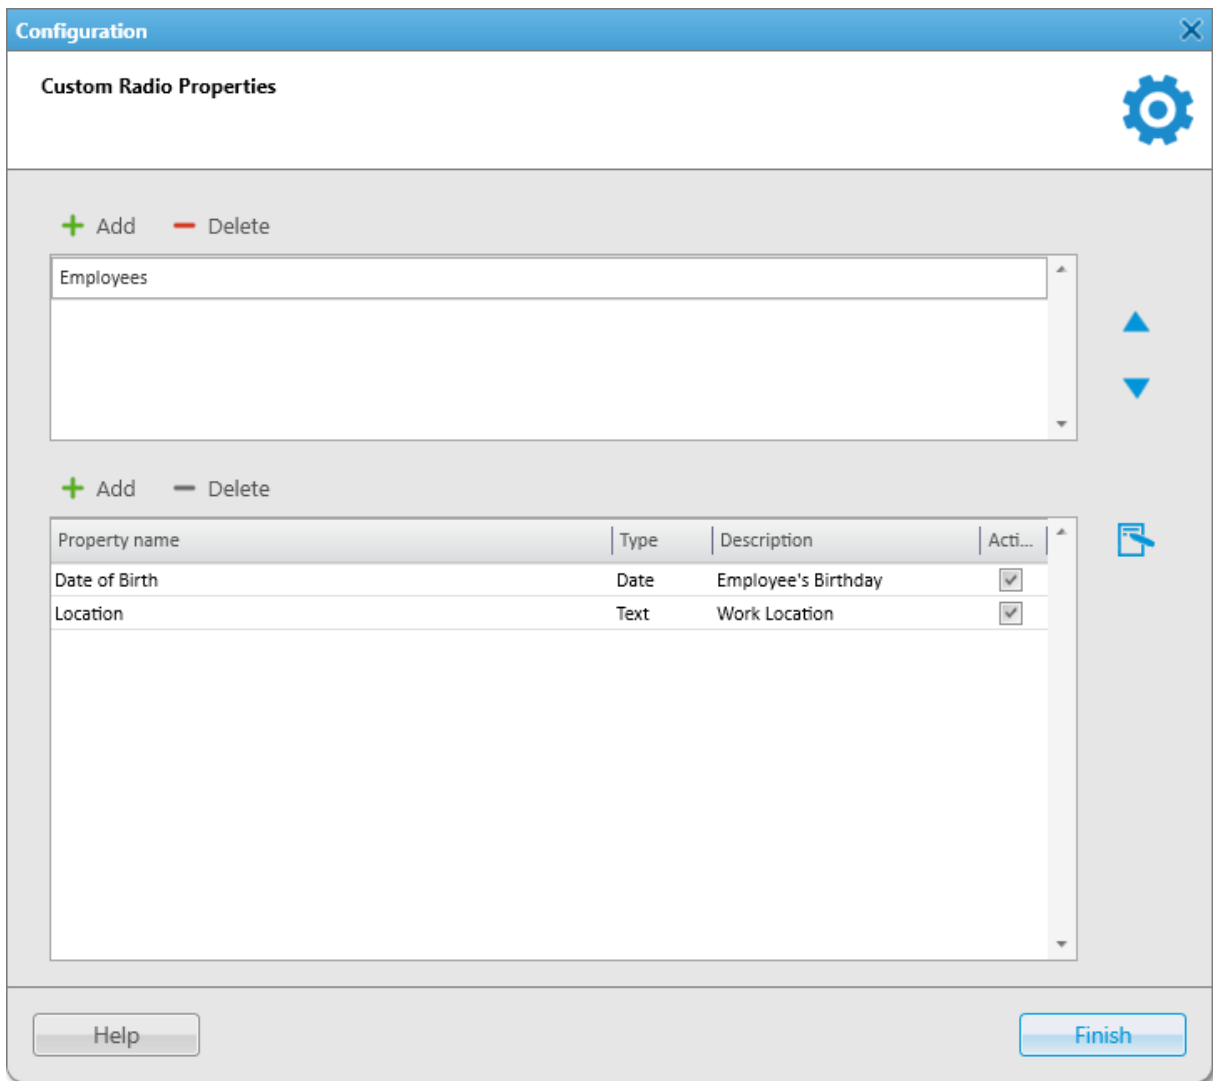 Configuration
Custom Radio Properties
Add Delete
Employees
Add Delete
Property name Type Description Acti...
Date of Birth Date Employee's Birthday
Location Text Work Location
Help Finish